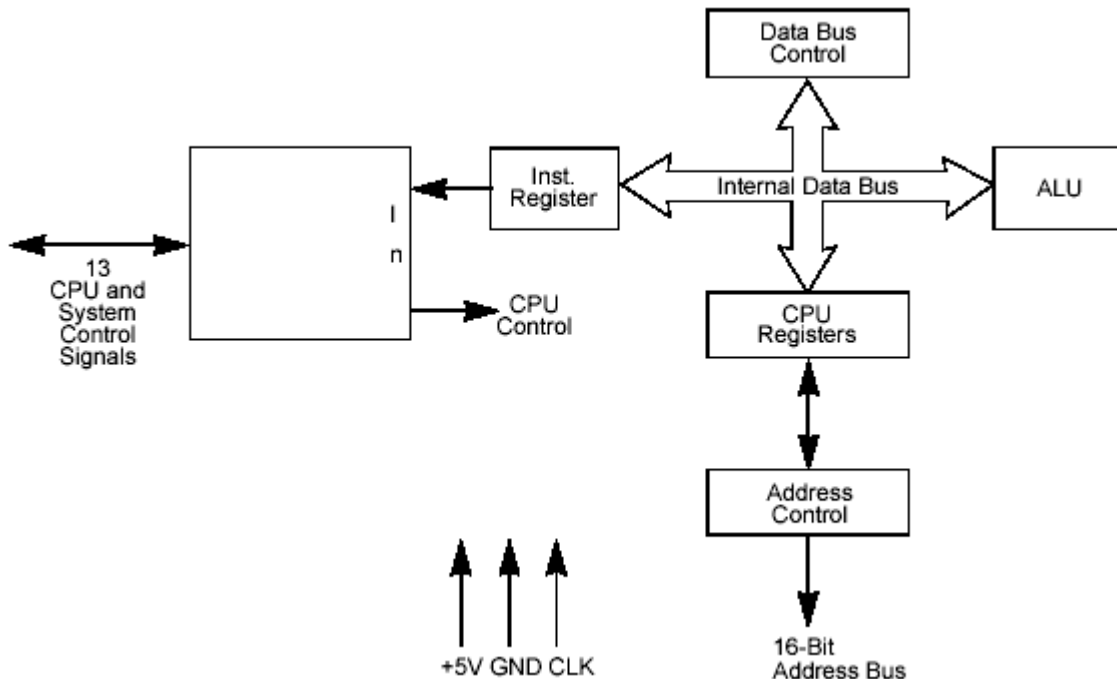 Data Bus
Control
Inst.
Register
Internal Data Bus
ALU
I
n
13
CPU and
System
Control
Signals
CPU
Control
CPU
Registers
Address
Control
+5V GND CLK
16-Bit
Address Bus